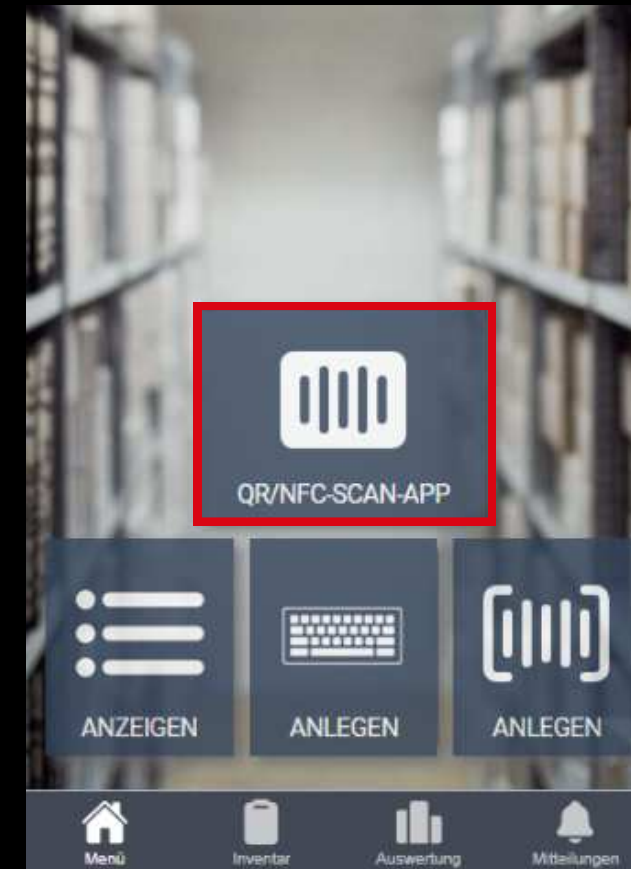 QR/NFC-SCAN-APP
ANZEIGEN
ANLEGEN
ANLEGEN
Menü
Inventar
Auswertung
Mitteilungen